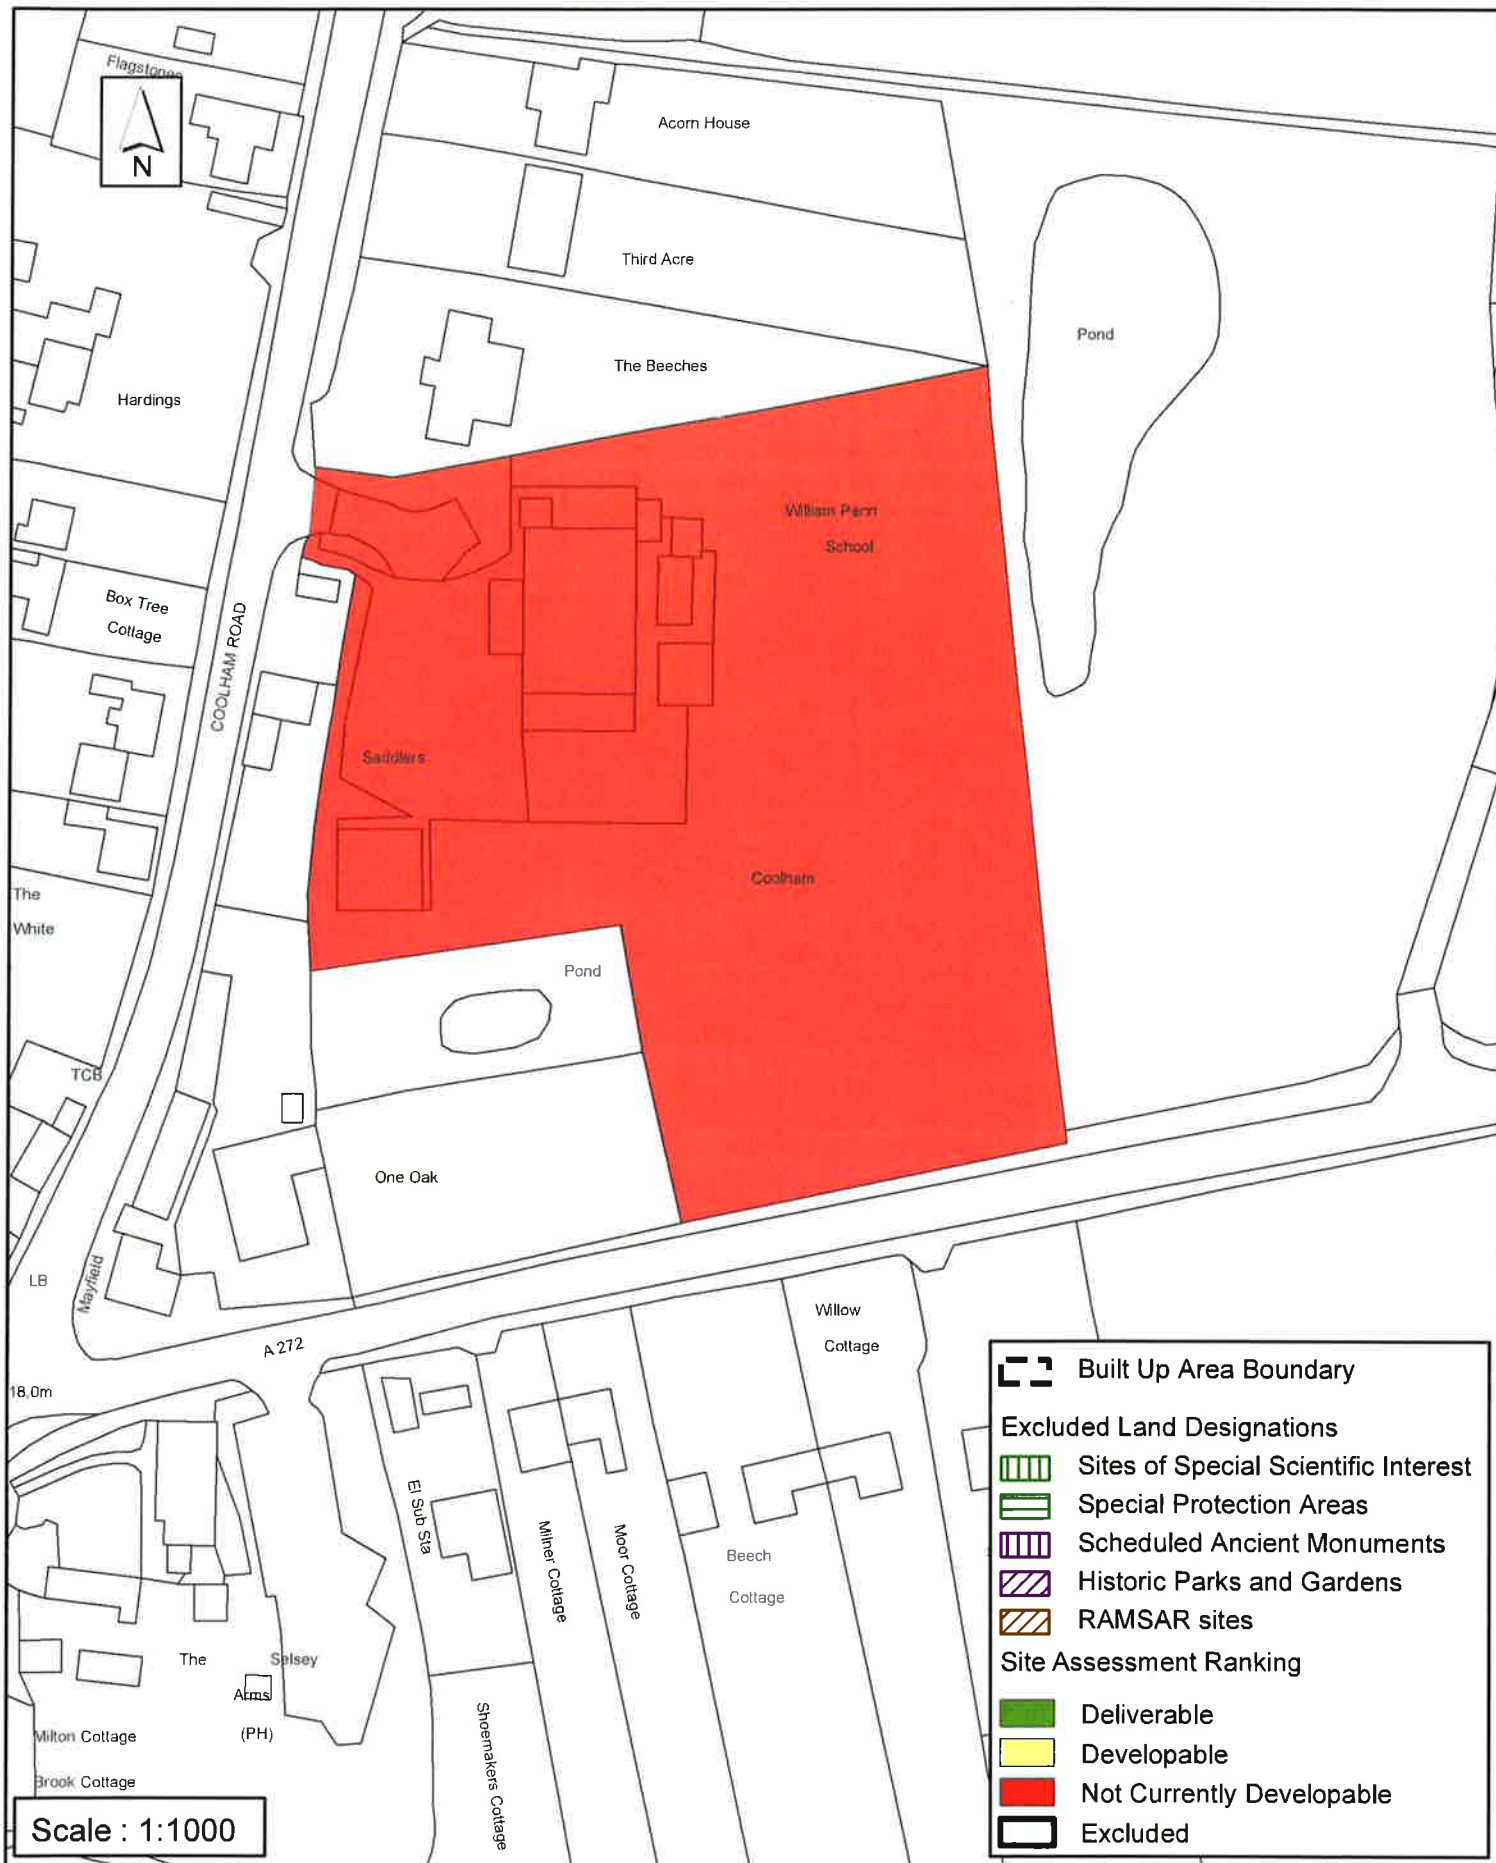 Flagstones
N
Acorn House
Third Acre
Pond
The Beeches
Hardings
William Penn
School
Box Tree
Cottage
COOLHAM ROAD
Saddlers
Coolham
The
White
Pond
TCB
One Oak
LB
Mayfield
A 272
18.0m
Willow
Cottage
El Sub Sta
Milner Cottage
Moor Cottage
Beech
Cottage
The Selsey
Arms
(PH)
Milton Cottage
Brook Cottage
Shoemakers Cottage
Scale : 1:1000
Built Up Area Boundary
Excluded Land Designations
Sites of Special Scientific Interest
Special Protection Areas
Scheduled Ancient Monuments
Historic Parks and Gardens
RAMSAR sites
Site Assessment Ranking
Deliverable
Developable
Not Currently Developable
Excluded